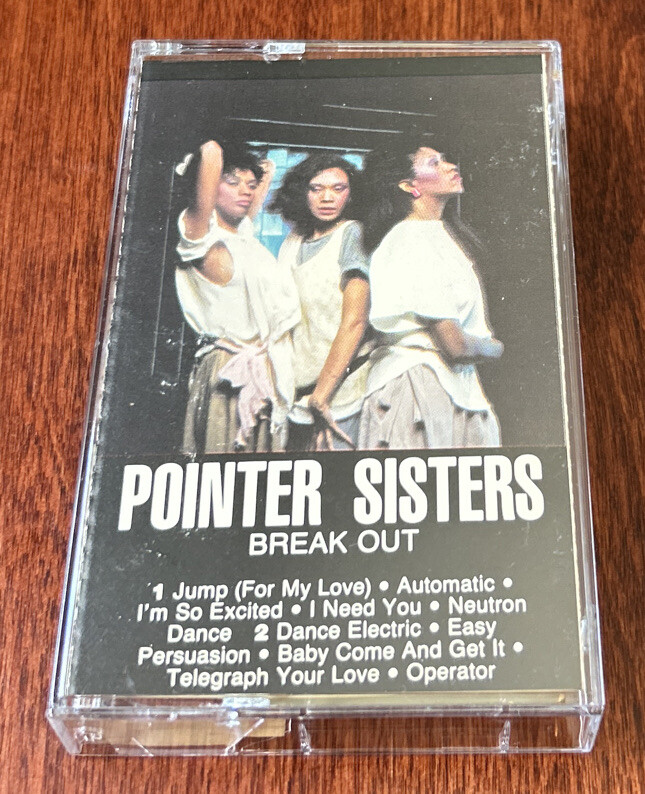 POINTER SISTERS
BREAK OUT
1 Jump (For My Love) • Automatic •
I'm So Excited • I Need You • Neutron
Dance 2 Dance Electric • Easy
Persuasion • Baby Come And Get It •
Telegraph Your Love • Operator